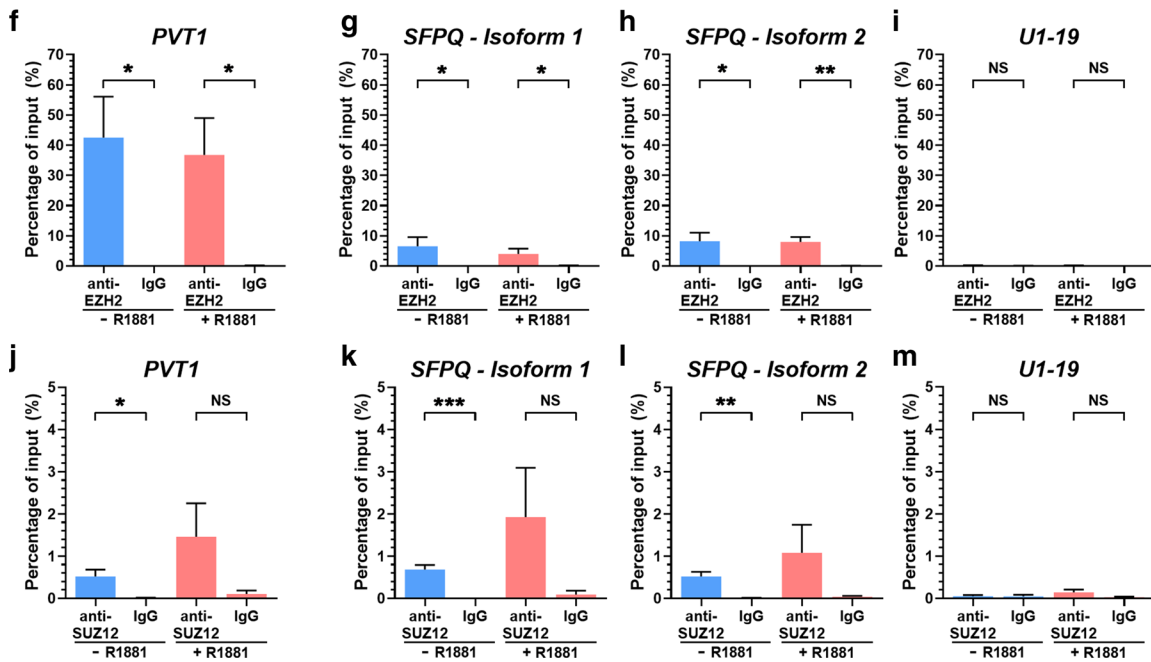 f
PVT1
Percentage of input (%)
70
60
50
40
30
20
10
0
*
*
anti-
EZH2
IgG
anti-
EZH2
IgG
– R1881
+ R1881
g
SFPQ - Isoform 1
Percentage of input (%)
70
60
50
40
30
20
10
0
*
*
anti-
EZH2
IgG
anti-
EZH2
IgG
– R1881
+ R1881
h
SFPQ - Isoform 2
Percentage of input (%)
70
60
50
40
30
20
10
0
*
**
anti-
EZH2
IgG
anti-
EZH2
IgG
– R1881
+ R1881
i
U1-19
Percentage of input (%)
70
60
50
40
30
20
10
0
NS
NS
anti-
EZH2
IgG
anti-
EZH2
IgG
– R1881
+ R1881
j
PVT1
Percentage of input (%)
5
4
3
2
1
0
*
NS
anti-
SUZ12
IgG
anti-
SUZ12
IgG
– R1881
+ R1881
k
SFPQ - Isoform 1
Percentage of input (%)
5
4
3
2
1
0
***
NS
anti-
SUZ12
IgG
anti-
SUZ12
IgG
– R1881
+ R1881
l
SFPQ - Isoform 2
Percentage of input (%)
5
4
3
2
1
0
**
NS
anti-
SUZ12
IgG
anti-
SUZ12
IgG
– R1881
+ R1881
m
U1-19
Percentage of input (%)
5
4
3
2
1
0
NS
NS
anti-
SUZ12
IgG
anti-
SUZ12
IgG
– R1881
+ R1881